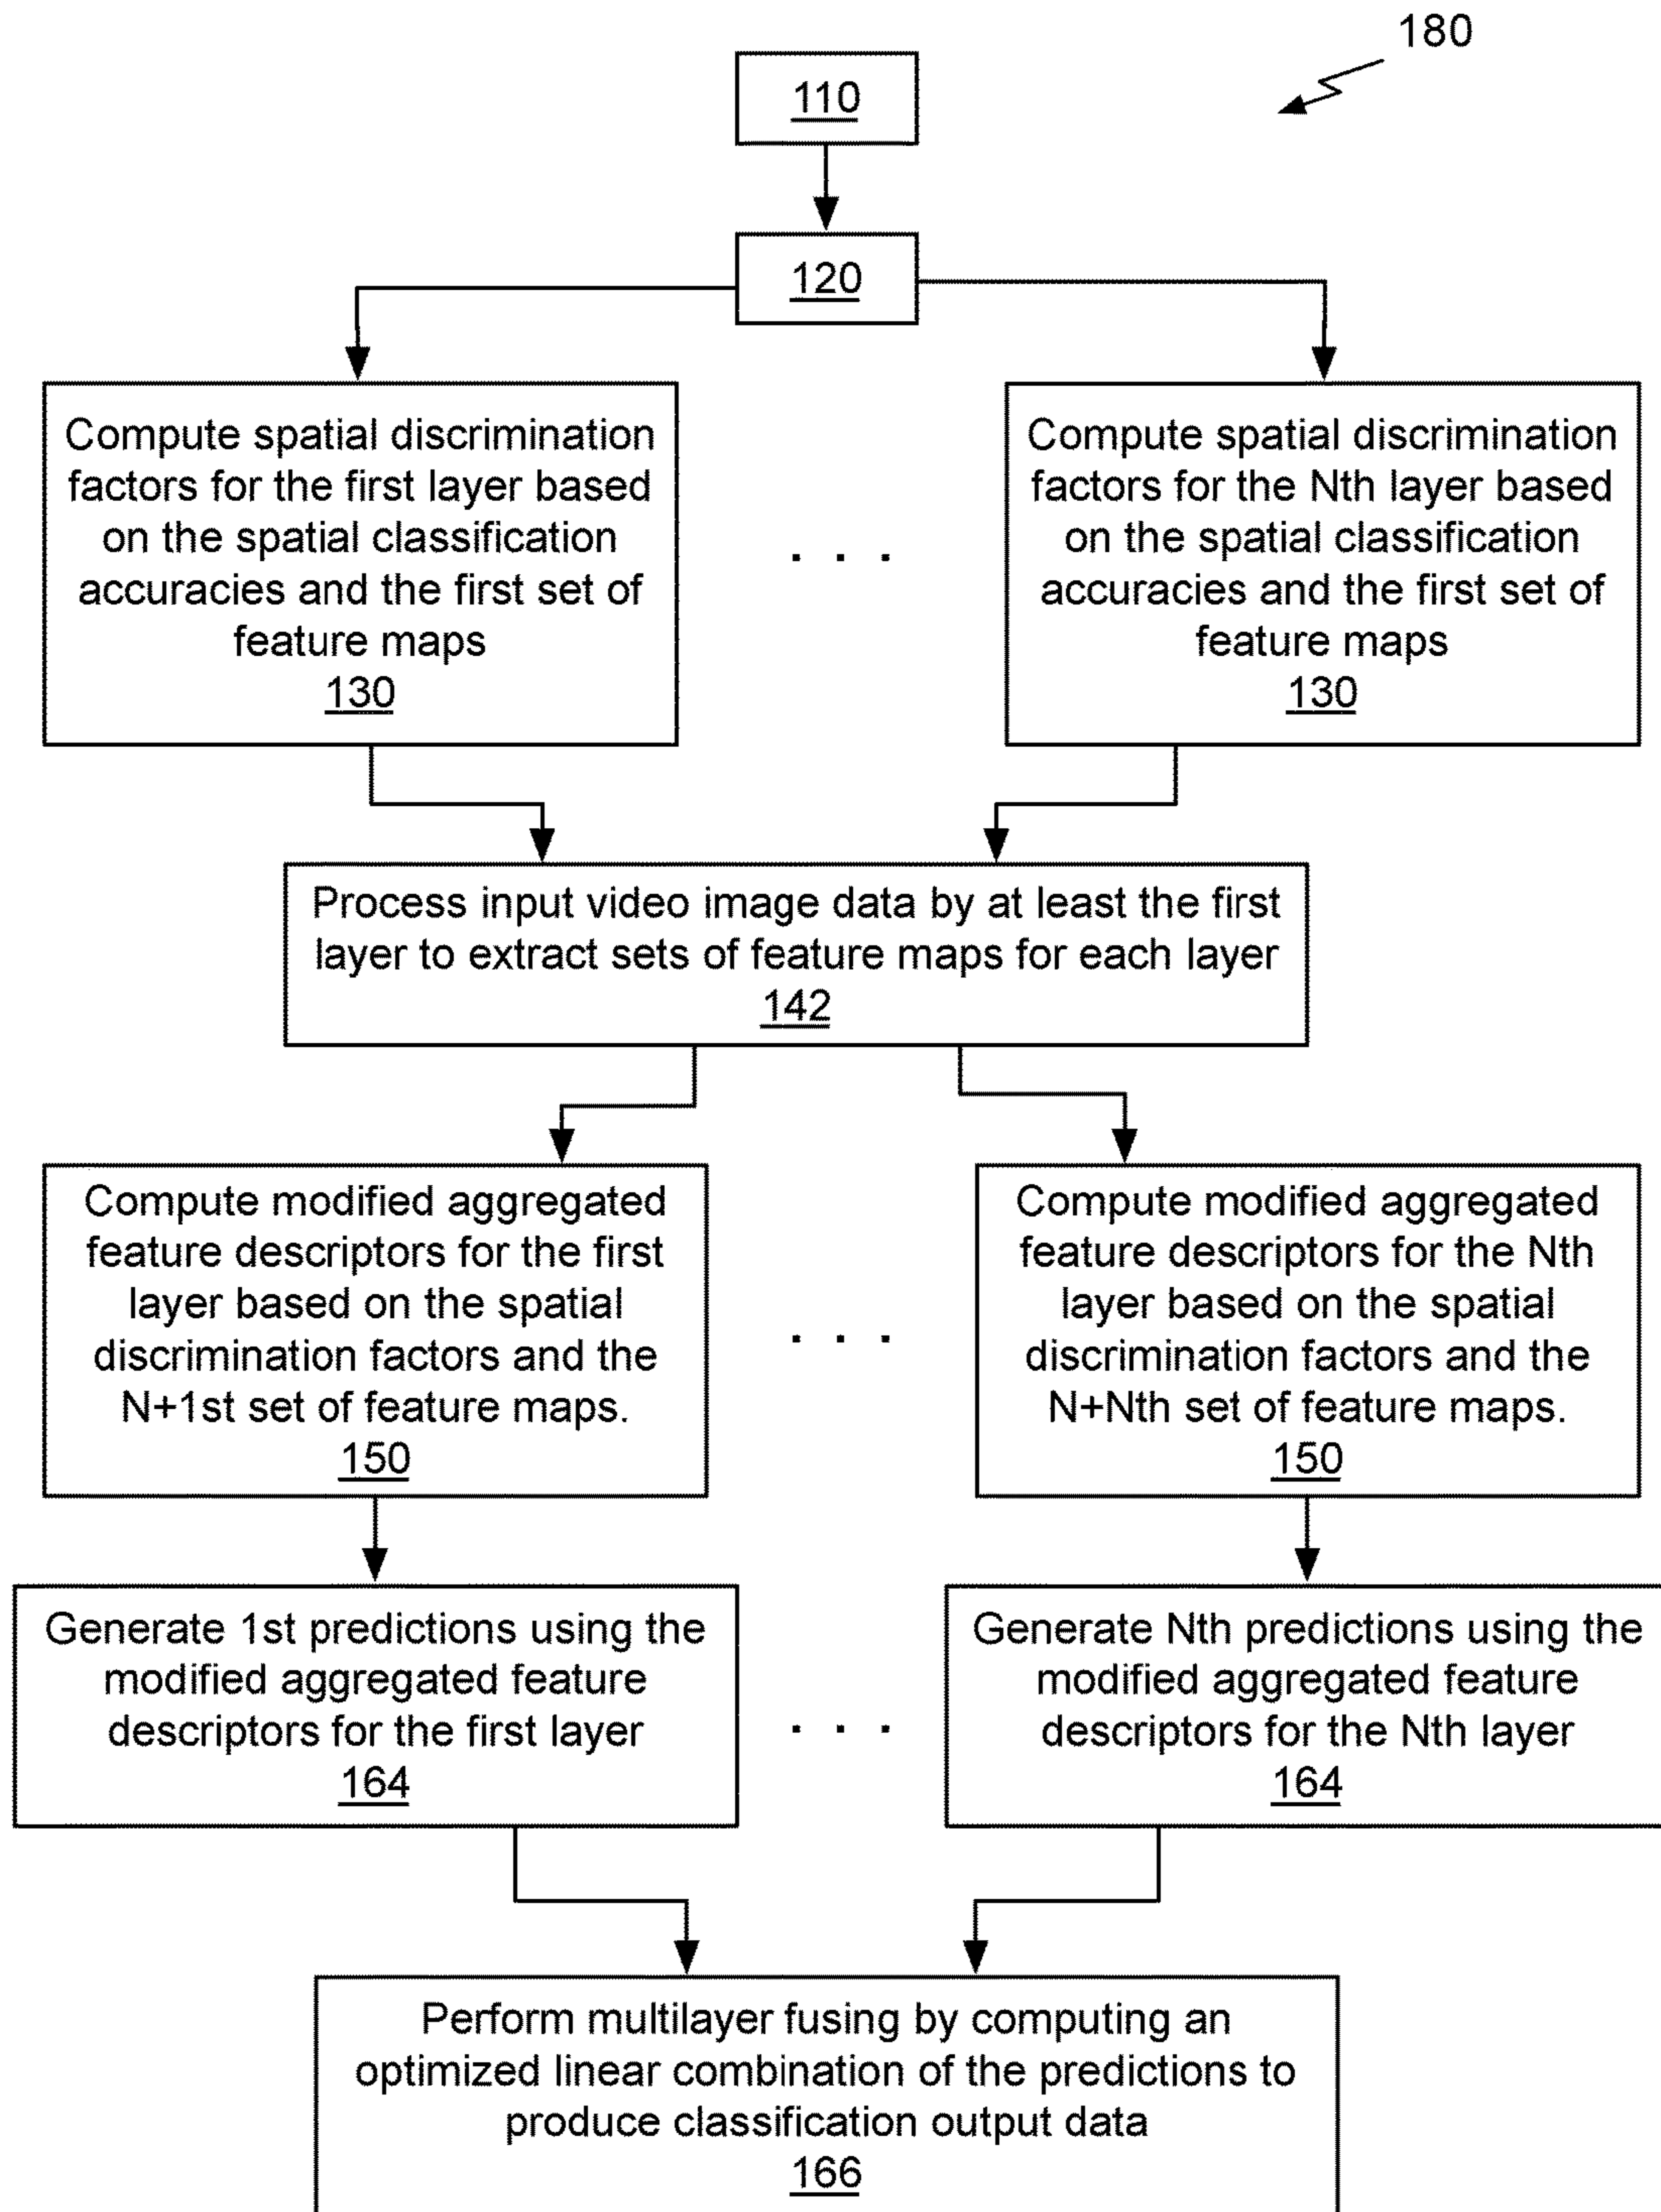 180
110
120
Compute spatial discrimination
factors for the first layer based
on the spatial classification
accuracies and the first set of
feature maps
130
. . .
Compute spatial discrimination
factors for the Nth layer based
on the spatial classification
accuracies and the first set of
feature maps
130
Process input video image data by at least the first
layer to extract sets of feature maps for each layer
142
Compute modified aggregated
feature descriptors for the first
layer based on the spatial
discrimination factors and the
N+1st set of feature maps.
150
. . .
Compute modified aggregated
feature descriptors for the Nth
layer based on the spatial
discrimination factors and the
N+Nth set of feature maps.
150
Generate 1st predictions using the
modified aggregated feature
descriptors for the first layer
164
. . .
Generate Nth predictions using the
modified aggregated feature
descriptors for the Nth layer
164
Perform multilayer fusing by computing an
optimized linear combination of the predictions to
produce classification output data
166